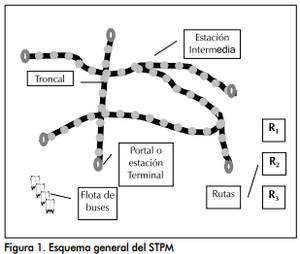 Estación
Intermedia
Troncal
R1
Portal o
estación
Terminal
R2
Flota de
buses
Rutas
R3
Figura 1. Esquema general del STPM